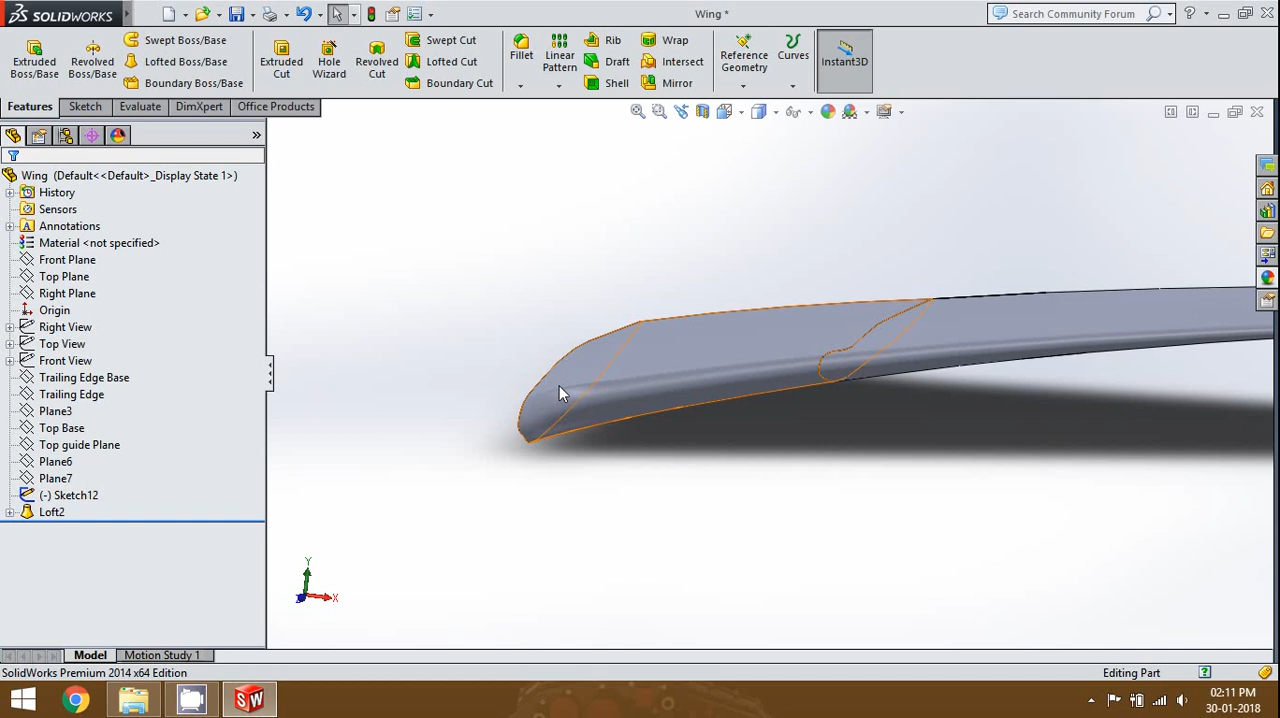 SOLIDWORKS
Wing *
Search Community Forum
Extruded Boss/Base
Revolved Boss/Base
Swept Boss/Base
Lofted Boss/Base
Boundary Boss/Base
Extruded Cut
Hole Wizard
Revolved Cut
Swept Cut
Lofted Cut
Boundary Cut
Fillet
Linear Pattern
Rib
Draft
Shell
Wrap
Intersect
Mirror
Reference Geometry
Curves
Instant3D
Features
Sketch
Evaluate
DimXpert
Office Products
Wing (Default<<Default>_Display State 1>)
History
Sensors
Annotations
Material <not specified>
Front Plane
Top Plane
Right Plane
Origin
Right View
Top View
Front View
Trailing Edge Base
Trailing Edge
Plane3
Top Base
Top guide Plane
Plane6
Plane7
(-) Sketch12
Loft2
Y
X
Z
Model
Motion Study 1
SolidWorks Premium 2014 x64 Edition
Editing Part
SW
02:11 PM
30-01-2018